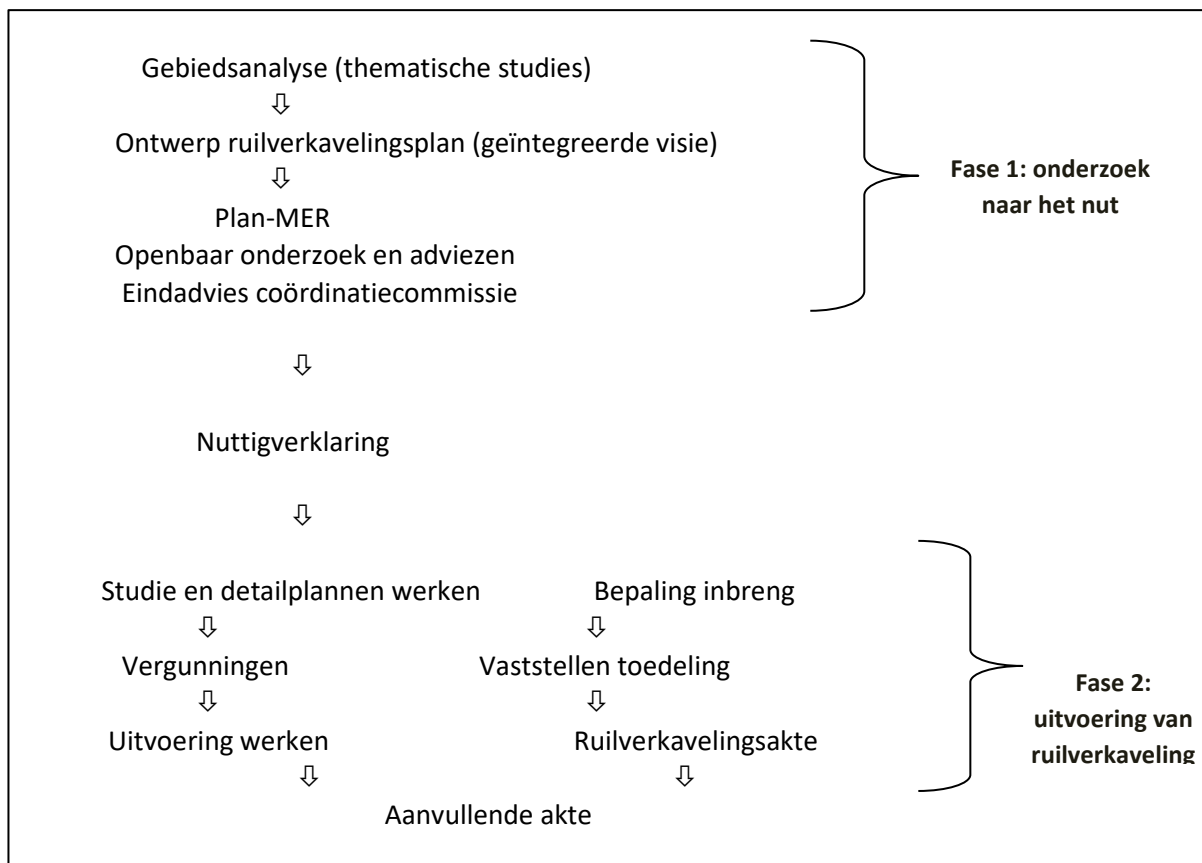 Gebiedsanalyse (thematische studies)
⇩
Ontwerp ruilverkavelingsplan (geïntegreerde visie)
⇩
Plan-MER
Openbaar onderzoek en adviezen
Eindadvies coördinatiecommissie
Fase 1: onderzoek
naar het nut
⇩
Nuttigverklaring
⇩
Studie en detailplannen werken
⇩
Vergunningen
⇩
Uitvoering werken
⇩
Bepaling inbreng
⇩
Vaststellen toedeling
⇩
Ruilverkavelingsakte
⇩
Aanvullende akte
Fase 2:
uitvoering van
ruilverkaveling